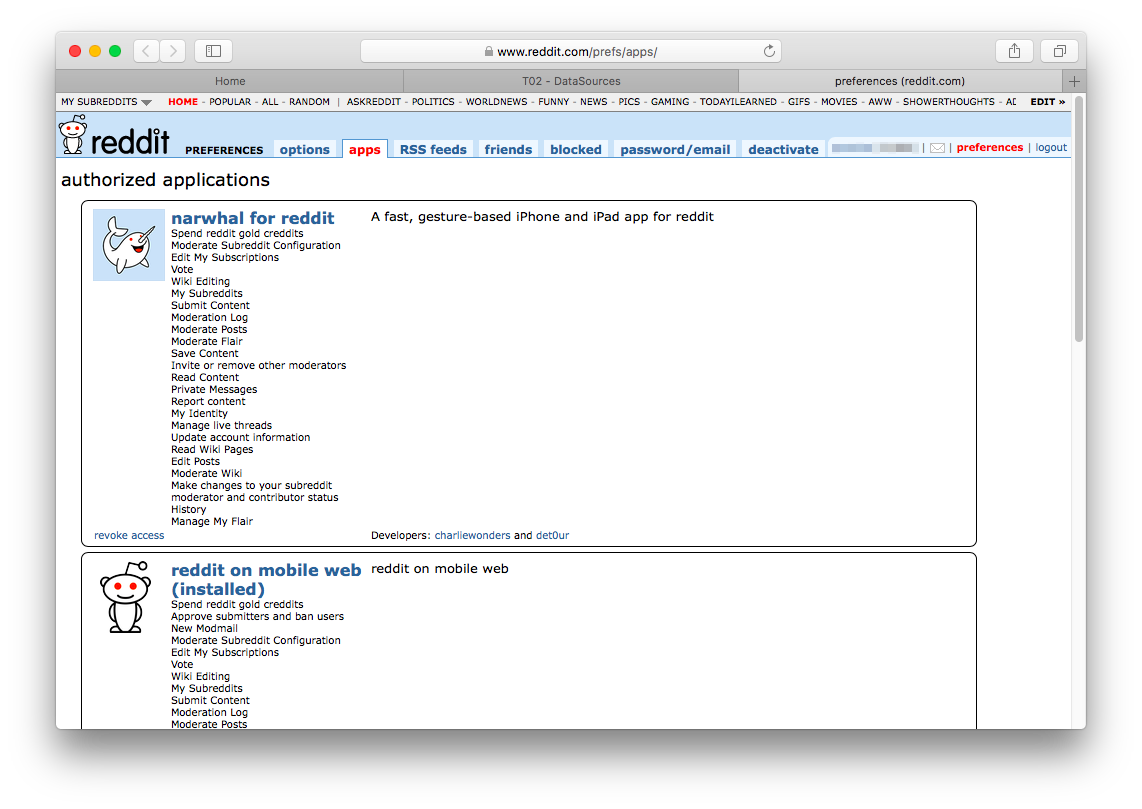 www.reddit.com/prefs/apps/
Home
T02 - DataSources
preferences (reddit.com)
MY SUBREDDITS HOME - POPULAR - ALL - RANDOM | ASKREDDIT - POLITICS - WORLDNEWS - FUNNY - NEWS - PICS - GAMING - TODAYILEARNED - GIFS - MOVIES - AWW - SHOWERTHOUGHTS - AD EDIT »
reddit PREFERENCES options apps RSS feeds friends blocked password/email deactivate | | preferences | logout
authorized applications
narwhal for reddit
A fast, gesture-based iPhone and iPad app for reddit
Spend reddit gold creddits
Moderate Subreddit Configuration
Edit My Subscriptions
Vote
Wiki Editing
My Subreddits
Submit Content
Moderation Log
Moderate Posts
Moderate Flair
Save Content
Invite or remove other moderators
Read Content
Private Messages
Report content
My Identity
Manage live threads
Update account information
Read Wiki Pages
Edit Posts
Moderate Wiki
Make changes to your subreddit
moderator and contributor status
History
Manage My Flair
revoke access
Developers: charliewonders and det0ur
reddit on mobile web
(installed)
reddit on mobile web
Spend reddit gold creddits
Approve submitters and ban users
New Modmail
Moderate Subreddit Configuration
Edit My Subscriptions
Vote
Wiki Editing
My Subreddits
Submit Content
Moderation Log
Moderate Posts